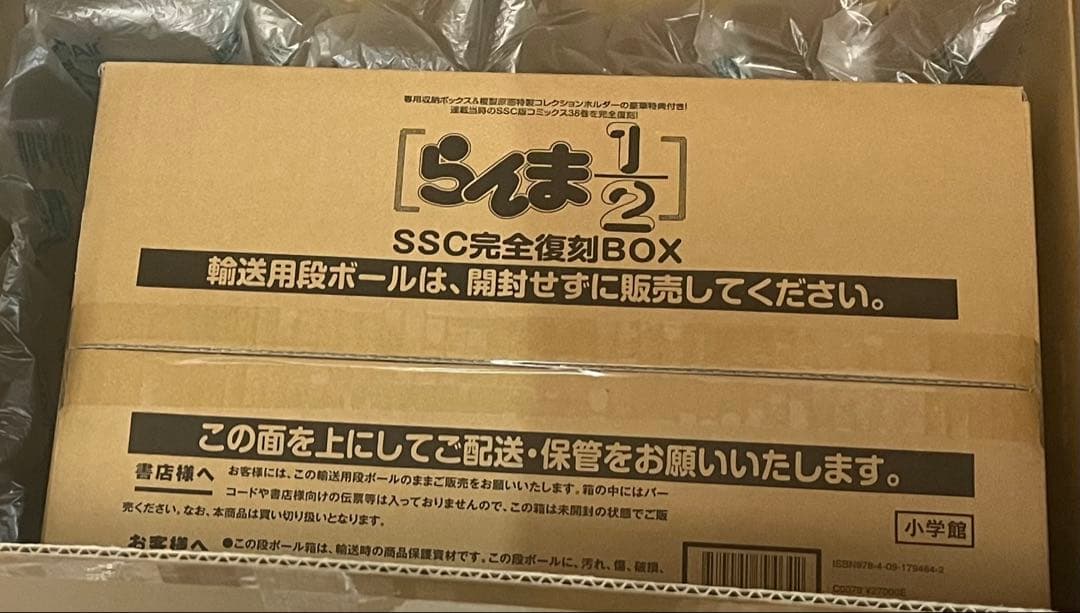 専用収納ボックス&複製原画特製コレクションホルダーの豪華特典付き!
連載当時のSSC版コミックス38巻を完全復刻!
[らんま1/2]
SSC完全復刻BOX
輸送用段ボールは、開封せずに販売してください。
この面を上にしてご配送・保管をお願いいたします。
書店様へ お客様には、この輸送用段ボールのままご販売をお願いいたします。箱の中にはバー
コードや書店様向けの伝票等は入っておりませんので、この箱は未開封の状態でご販
売ください。なお、本商品は買い切り扱いとなります。
小学館
お客様へ ●この段ボール箱は、輸送時の商品保護資材です。この段ボールに、汚れ、傷、破損、
ISBN978-4-09-179464-2
C0079 ¥27000E